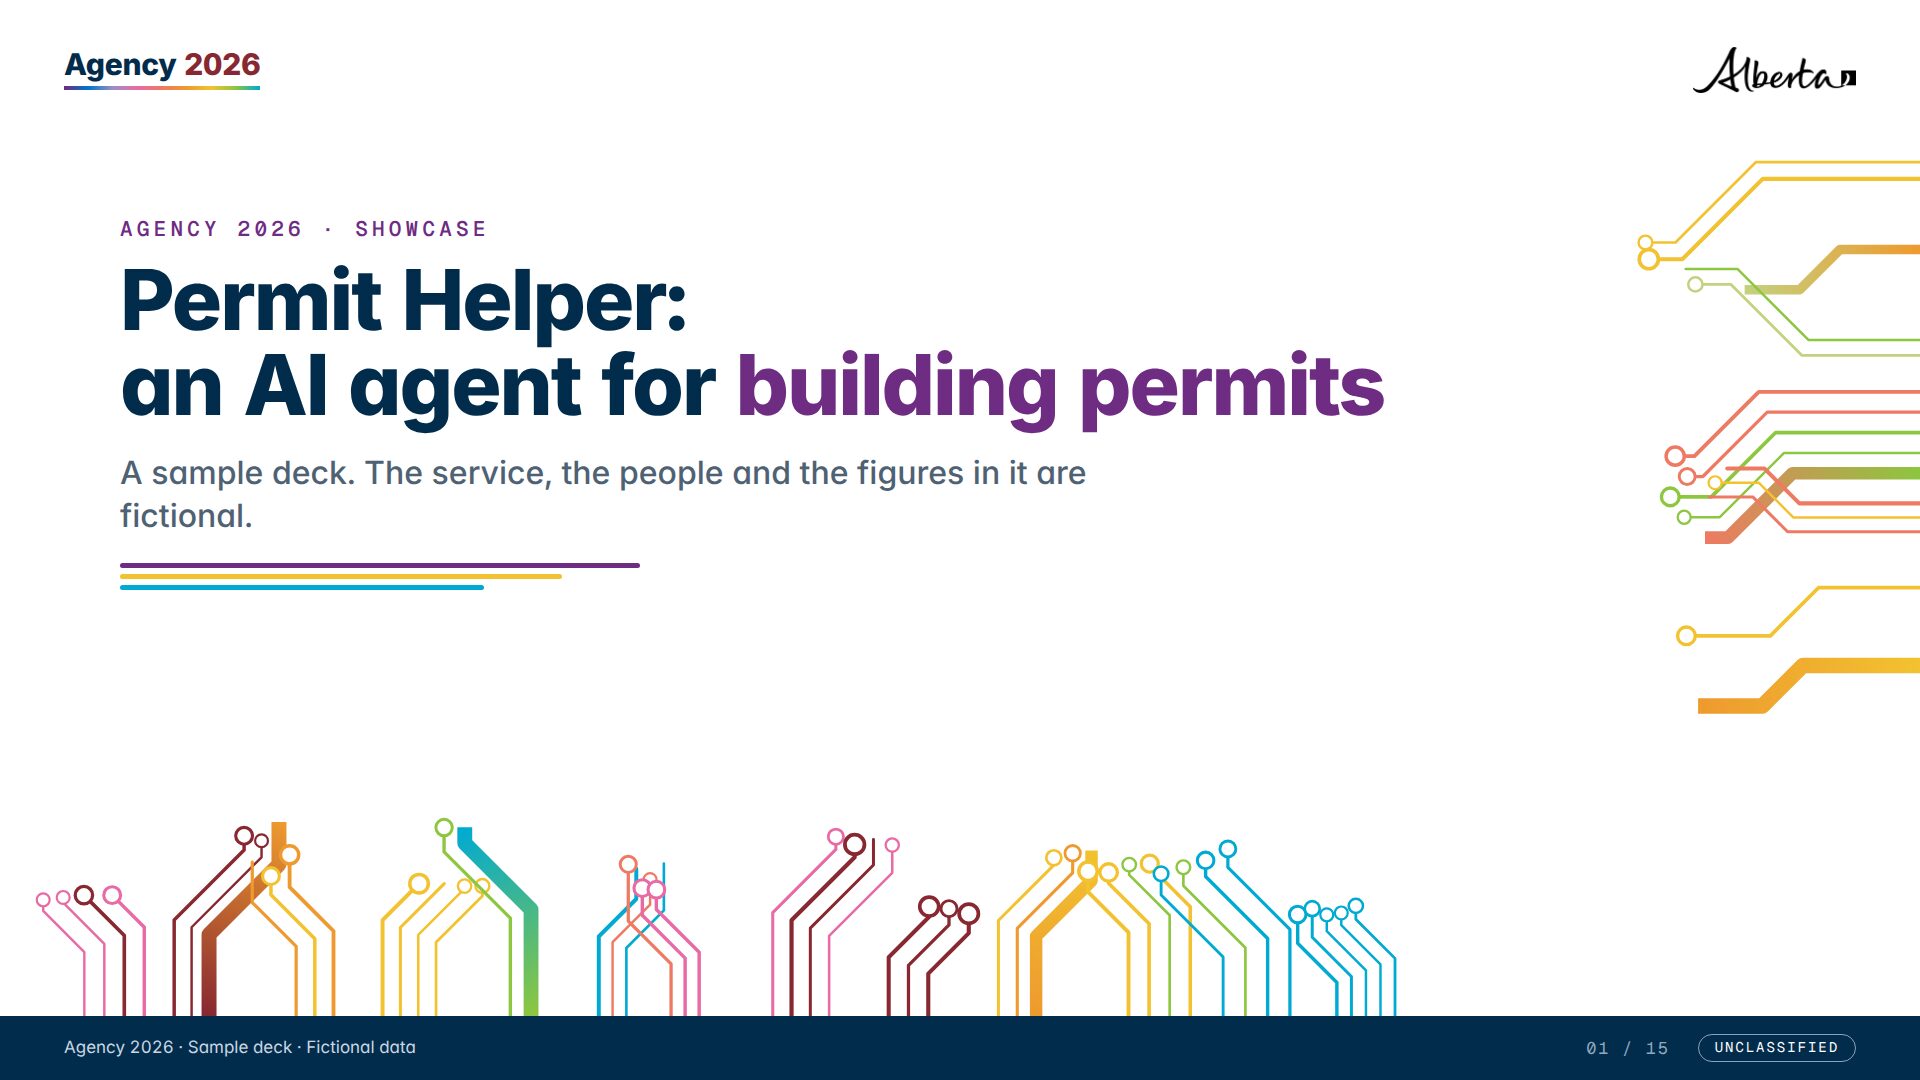 Agency 2026
Alberta
AGENCY 2026 · SHOWCASE
Permit Helper:
an AI agent for building permits
A sample deck. The service, the people and the figures in it are
fictional.
Agency 2026 · Sample deck · Fictional data
01 / 15
UNCLASSIFIED